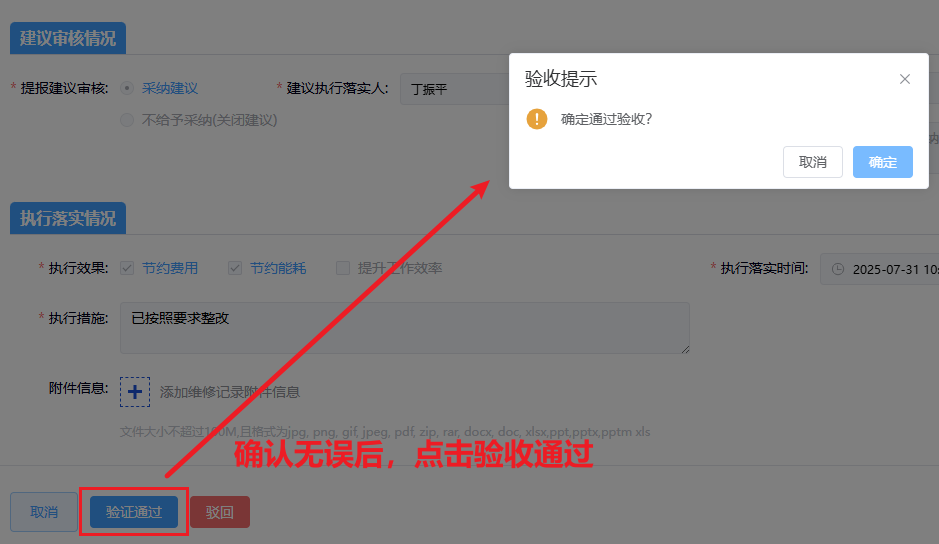 建议审核情况
* 提报建议审核: 采纳建议 * 建议执行落实人: 丁振平
不给予采纳(关闭建议)
验收提示
确定通过验收?
取消 确定
执行落实情况
* 执行效果: 节约费用 节约能耗 提升工作效率 * 执行落实时间: 2025-07-31 10:
* 执行措施: 已按照要求整改
附件信息: 添加维修记录附件信息
文件大小不超过100M,且格式为jpg, png, gif, jpeg, pdf, zip, rar, docx, doc, xlsx,ppt,pptx,pptm xls
确认无误后，点击验收通过
取消 验证通过 驳回